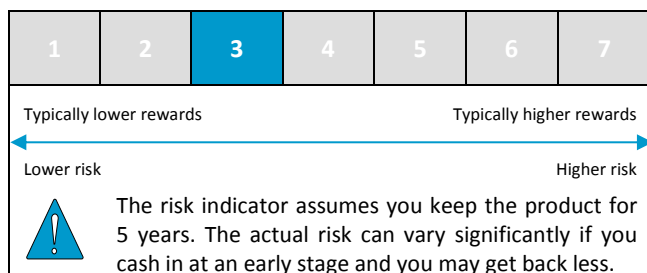 1 2 3 4 5 6 7
Typically lower rewards Typically higher rewards
Lower risk Higher risk
The risk indicator assumes you keep the product for
5 years. The actual risk can vary significantly if you
cash in at an early stage and you may get back less.